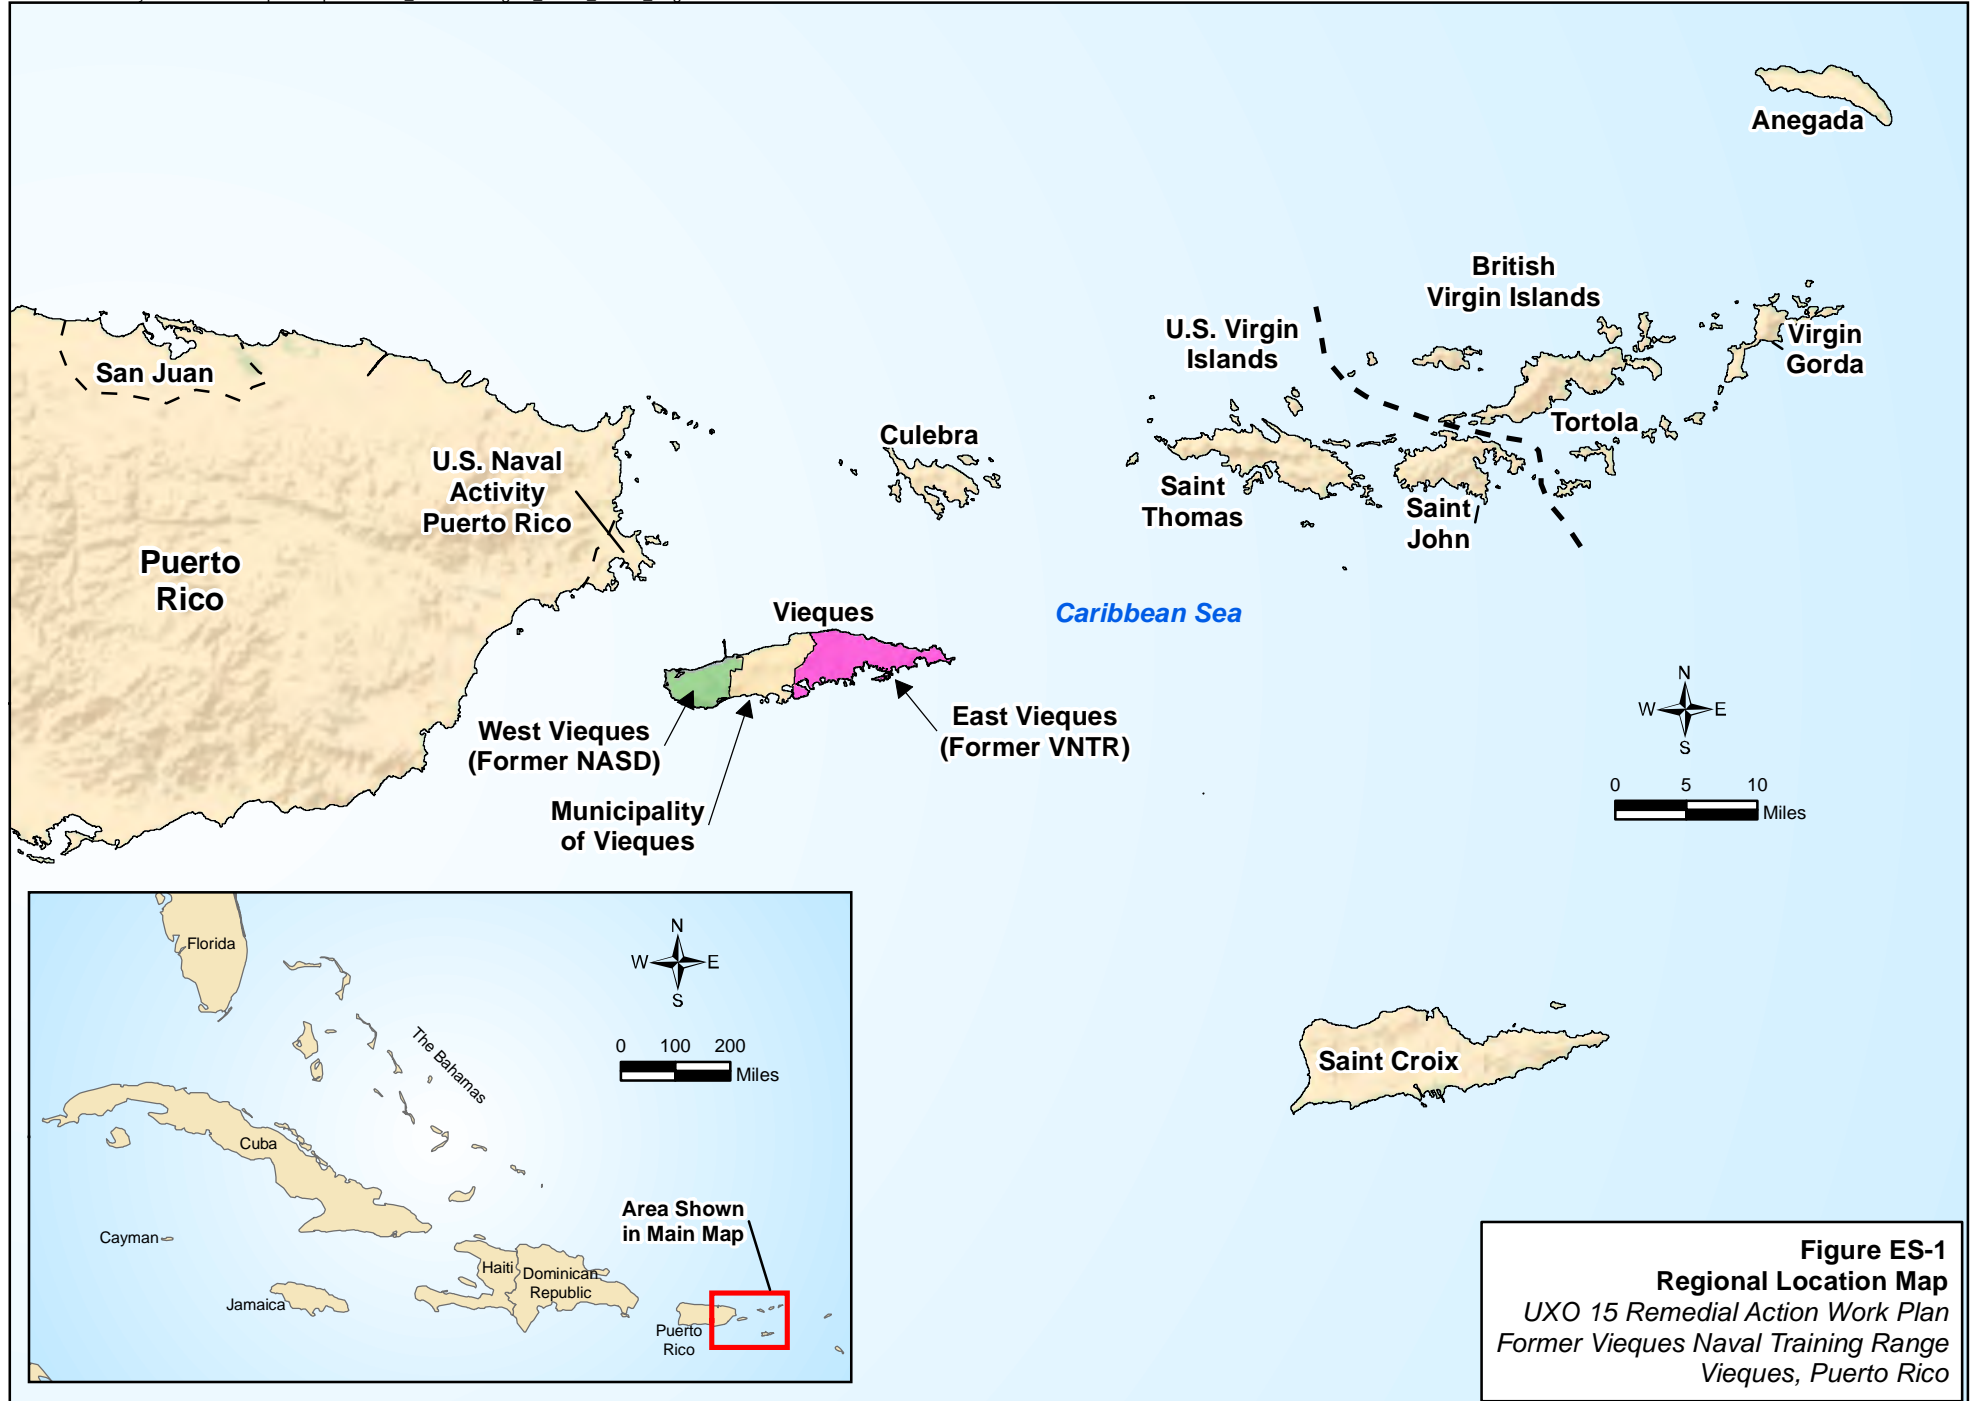 Anegada
British
Virgin Islands
U.S. Virgin
Islands
Virgin
Gorda
San Juan
Culebra
Tortola
U.S. Naval
Activity
Puerto Rico
Saint
Thomas
Saint
John
Puerto
Rico
Vieques
Caribbean Sea
West Vieques
(Former NASD)
East Vieques
(Former VNTR)
Municipality
of Vieques
N
W E
S
0 5 10
Miles
Saint Croix
Florida
N
W E
S
The Bahamas
0 100 200
Miles
Cuba
Area Shown
in Main Map
Cayman
Haiti
Dominican
Republic
Jamaica
Puerto
Rico
Figure ES-1
Regional Location Map
UXO 15 Remedial Action Work Plan
Former Vieques Naval Training Range
Vieques, Puerto Rico